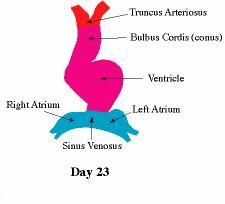 Truncus Arteriosus
Bulbus Cordis (conus)
Ventricle
Right Atrium
Left Atrium
Sinus Venosus
Day 23